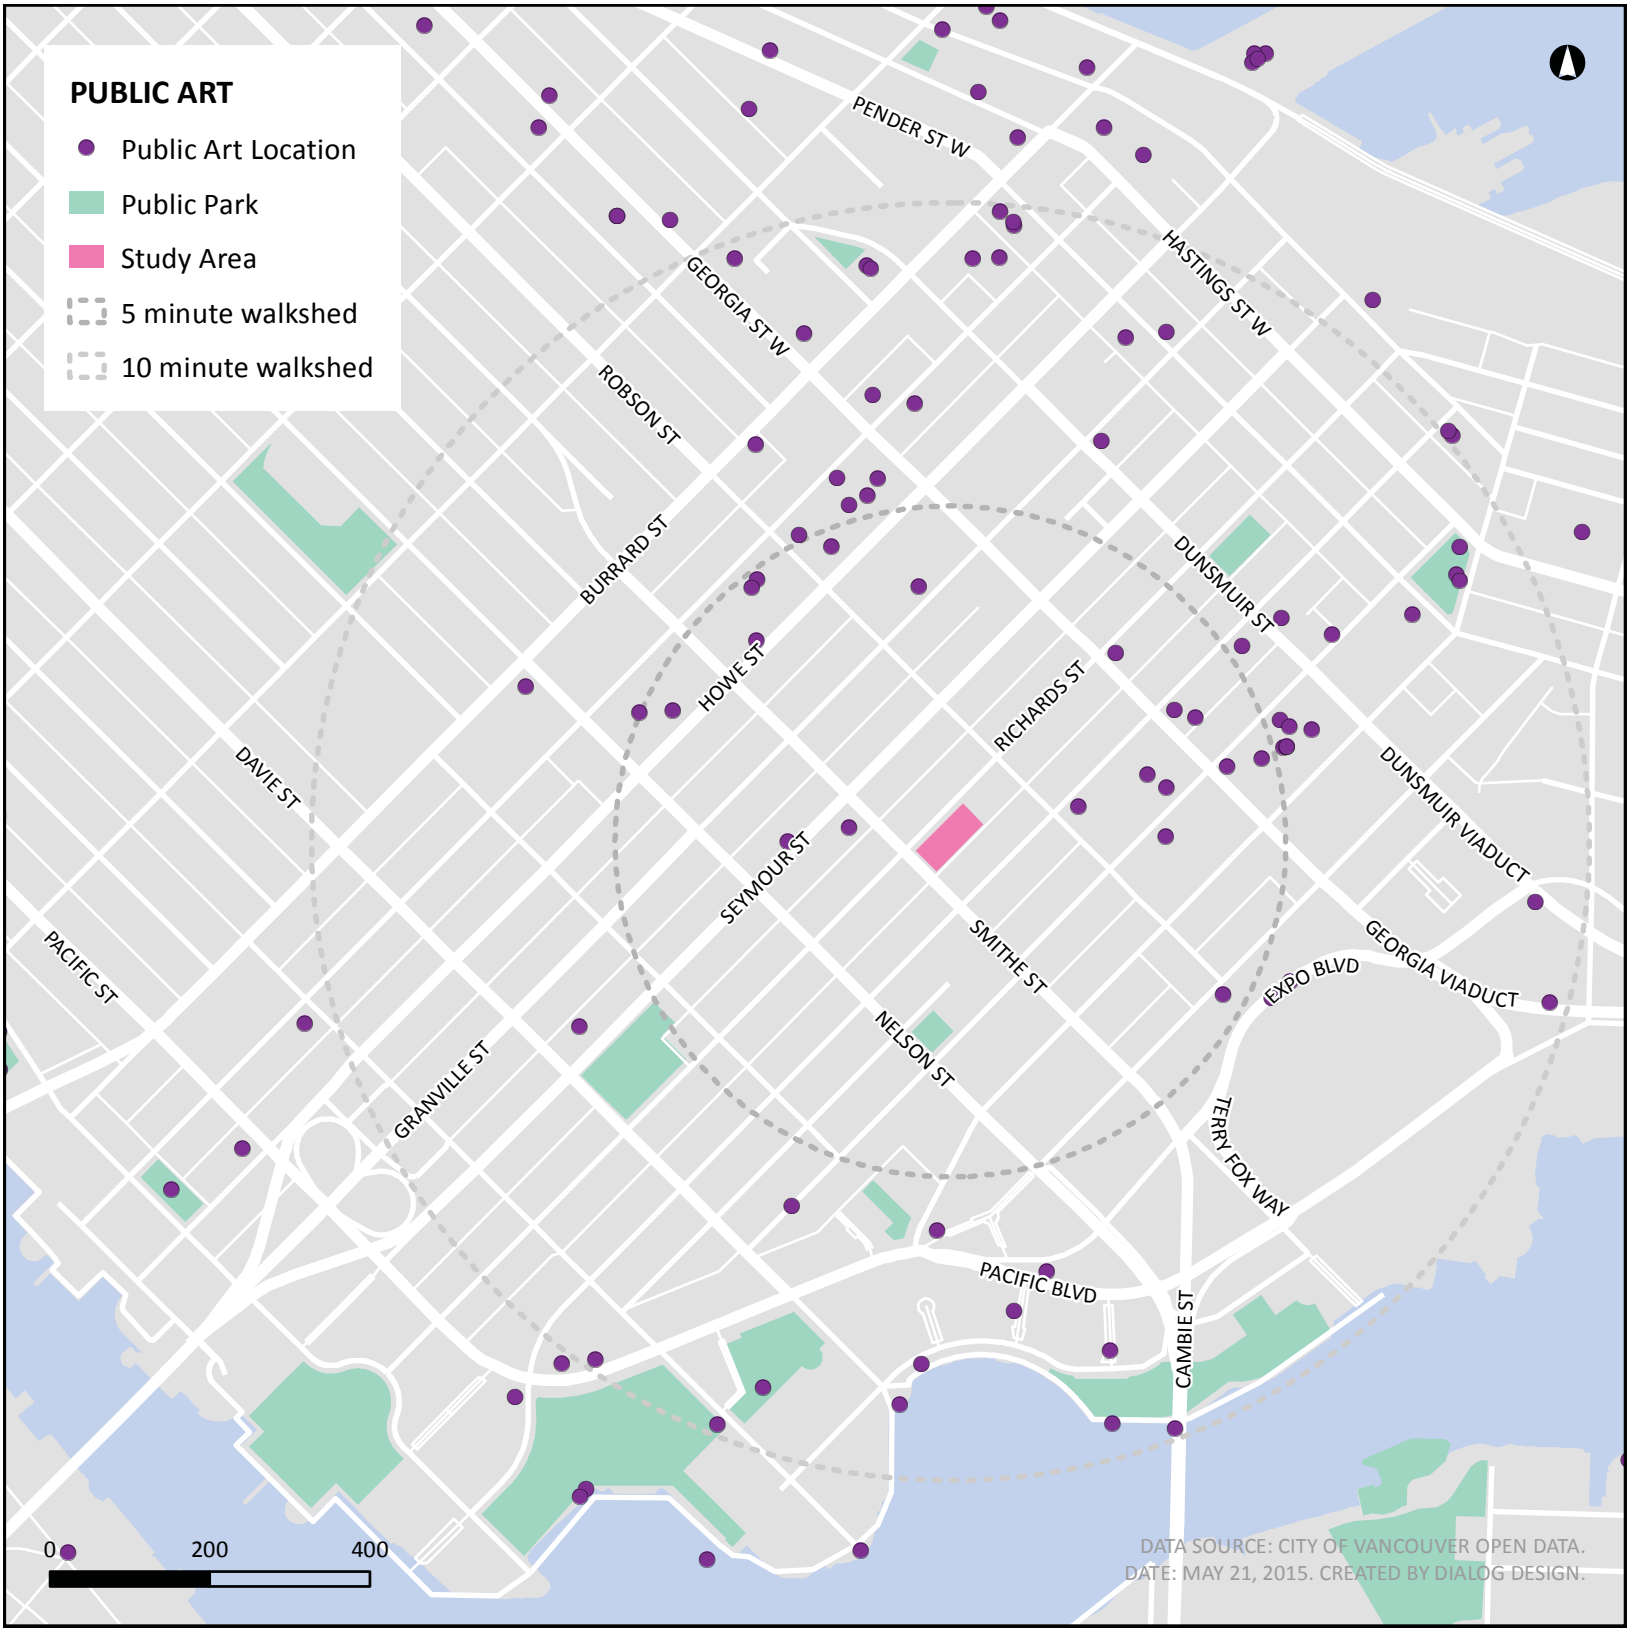 PUBLIC ART
Public Art Location
Public Park
Study Area
5 minute walkshed
10 minute walkshed
PENDER ST W
HASTINGS ST W
GEORGIA ST W
ROBSON ST
BURRARD ST
DUNSMUIR ST
HOWE ST
RICHARDS ST
DAVIE ST
DUNSMUIR VIADUCT
SEYMOUR ST
SMITHE ST
GEORGIA VIADUCT
EXPO BLVD
PACIFIC ST
NELSON ST
GRANVILLE ST
TERRY FOX WAY
PACIFIC BLVD
CAMBIE ST
0 200 400
DATA SOURCE: CITY OF VANCOUVER OPEN DATA.
DATE: MAY 21, 2015. CREATED BY DIALOG DESIGN.